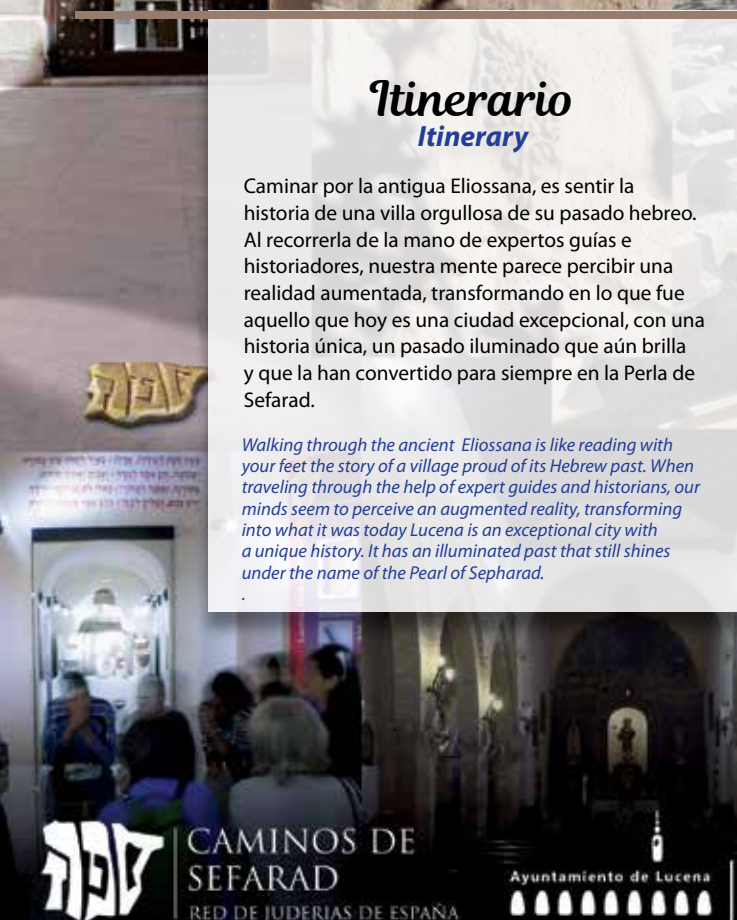 Itinerario
Itinerary
Caminar por la antigua Eliossana, es sentir la
historia de una villa orgullosa de su pasado hebreo.
Al recorrerla de la mano de expertos guías e
historiadores, nuestra mente parece percibir una
realidad aumentada, transformando en lo que fue
aquello que hoy es una ciudad excepcional, con una
historia única, un pasado iluminado que aún brilla
y que la han convertido para siempre en la Perla de
Sefarad.
Walking through the ancient Eliossana is like reading with
your feet the story of a village proud of its Hebrew past. When
traveling through the help of expert guides and historians, our
minds seem to perceive an augmented reality, transforming
into what it was today Lucena is an exceptional city with
a unique history. It has an illuminated past that still shines
under the name of the Pearl of Sepharad.
.
CAMINOS DE
SEFARAD
RED DE JUDERIAS DE ESPAÑA
Ayuntamiento de Lucena